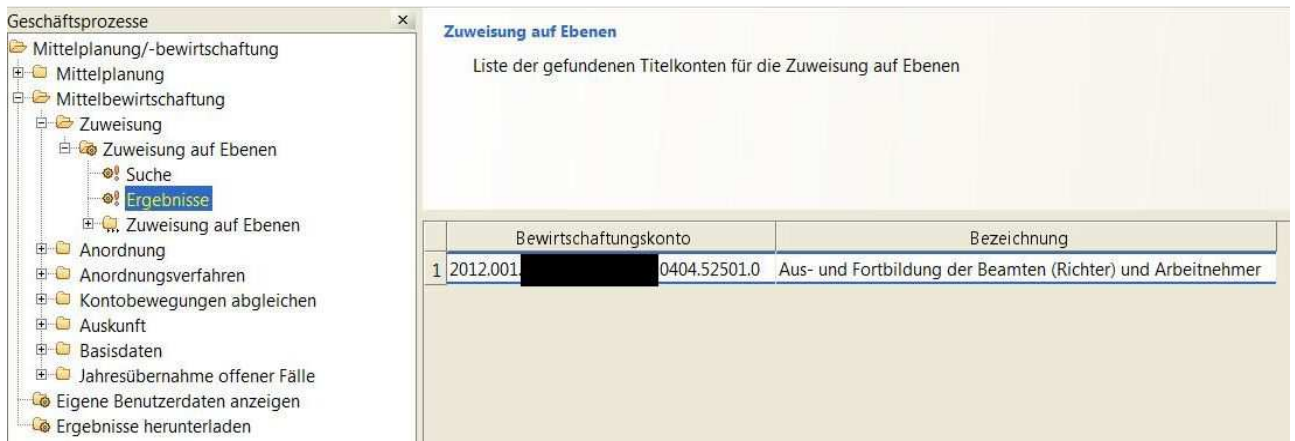 Geschäftsprozesse
Mittelplanung/-bewirtschaftung
Mittelplanung
Mittelbewirtschaftung
Zuweisung
Zuweisung auf Ebenen
Suche
Ergebnisse
Zuweisung auf Ebenen
Anordnung
Anordnungsverfahren
Kontobewegungen abgleichen
Auskunft
Basisdaten
Jahresübernahme offener Fälle
Eigene Benutzerdaten anzeigen
Ergebnisse herunterladen
Zuweisung auf Ebenen
Liste der gefundenen Titelkonten für die Zuweisung auf Ebenen
Bewirtschaftungskonto Bezeichnung
1 2012.001. 0404.52501.0 Aus- und Fortbildung der Beamten (Richter) und Arbeitnehmer